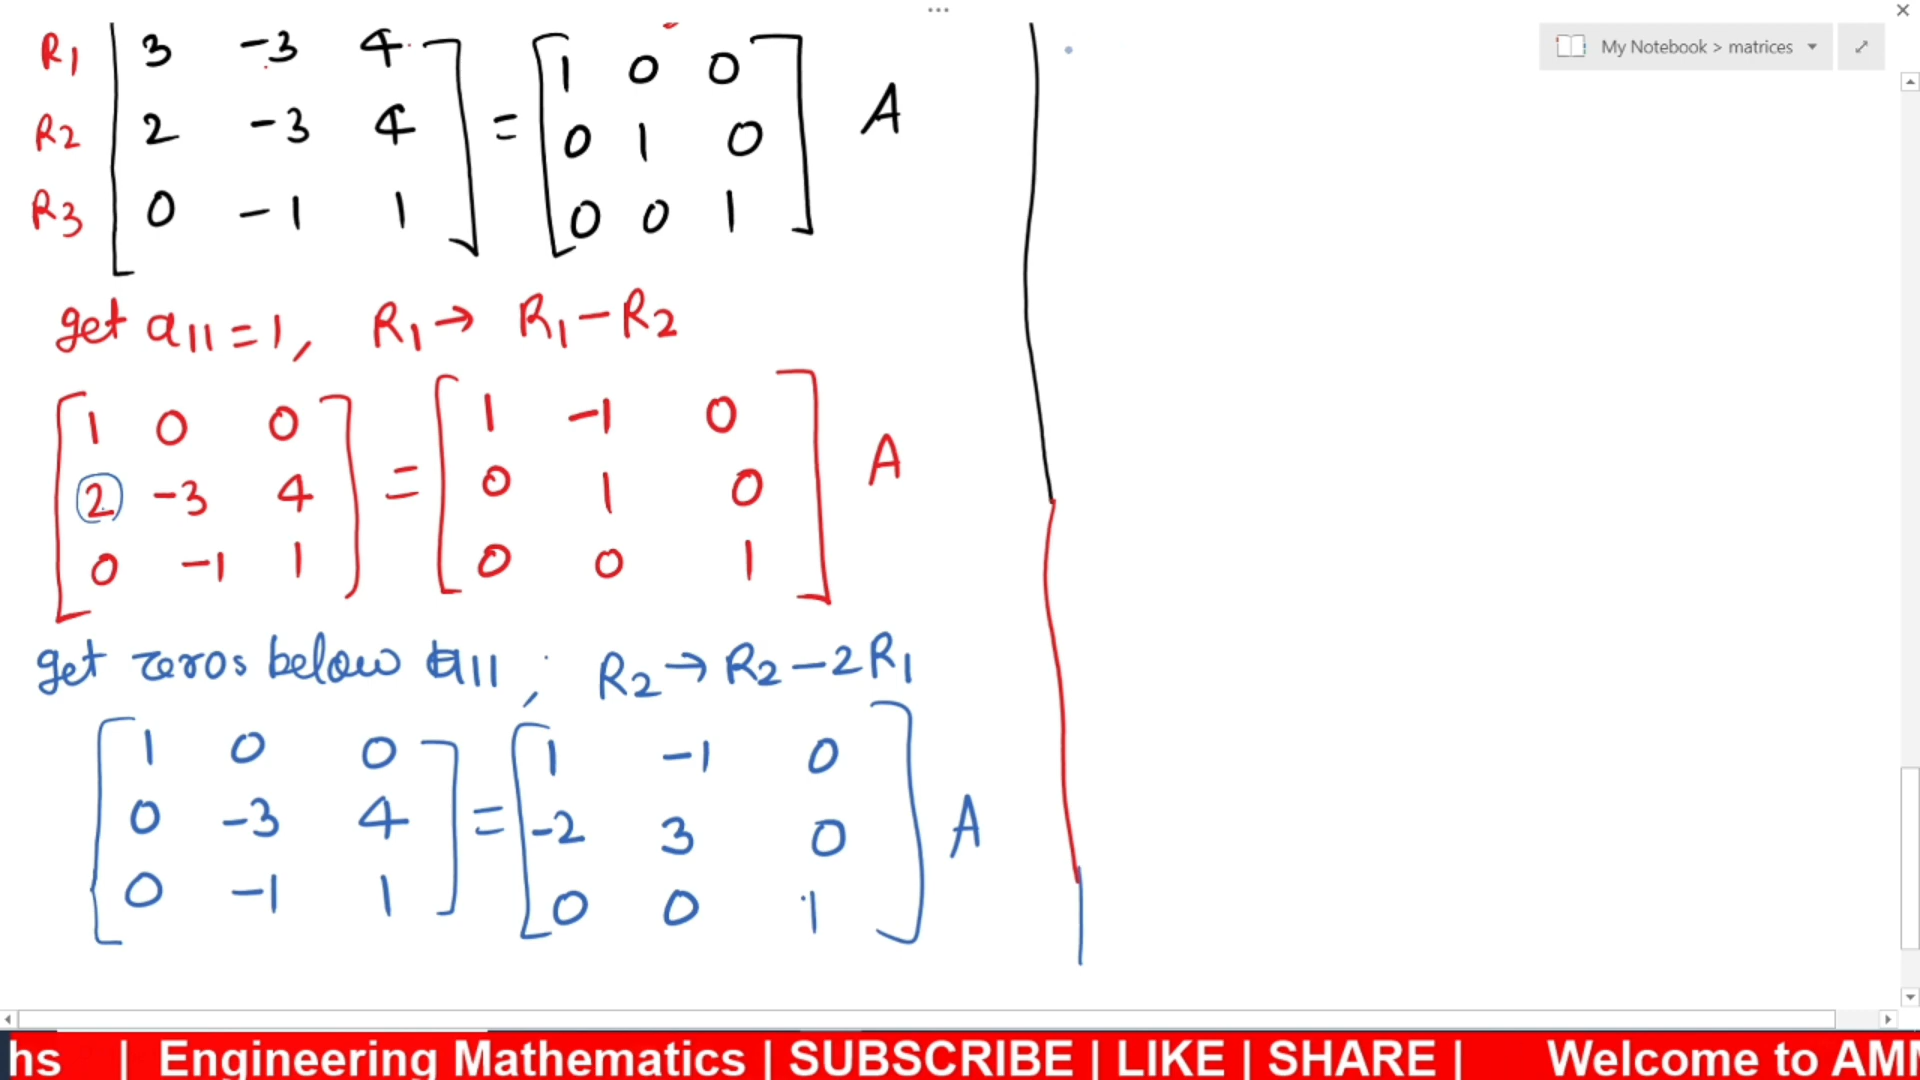 ...
My Notebook > matrices
R1 [ 3 -3 4 ] = [ 1 0 0 ] A
R2 [ 2 -3 4 ] [ 0 1 0 ]
R3 [ 0 -1 1 ] [ 0 0 1 ]
get a11 = 1, R1 → R1 - R2
[ 1 0 0 ] = [ 1 -1 0 ] A
[ 2 -3 4 ] [ 0 1 0 ]
[ 0 -1 1 ] [ 0 0 1 ]
get zeros below a11 ; R2 → R2 - 2R1
[ 1 0 0 ] = [ 1 -1 0 ] A
[ 0 -3 4 ] [ -2 3 0 ]
[ 0 -1 1 ] [ 0 0 1 ]
hs | Engineering Mathematics | SUBSCRIBE | LIKE | SHARE | Welcome to